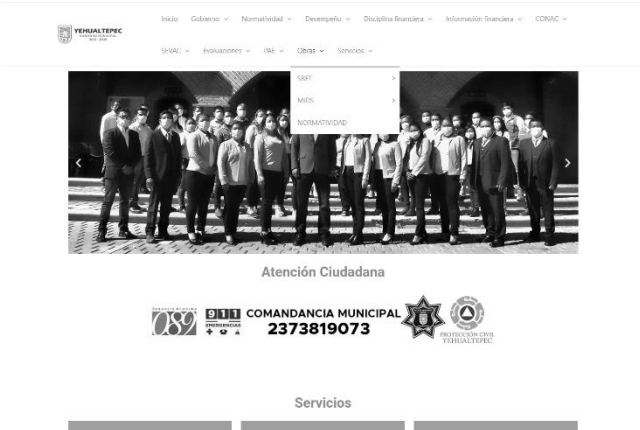 YEHUALTEPEC
Inicio Gobierno Normatividad Desempeño Disciplina financiera Información financiera CONAC
SEVAC Evaluaciones PAE Obras Servicios
SRFT
MIDS
NORMATIVIDAD
Atención Ciudadana
089
911
EMERGENCIAS
COMANDANCIA MUNICIPAL
2373819073
PROTECCIÓN CIVIL
YEHUALTEPEC
Servicios